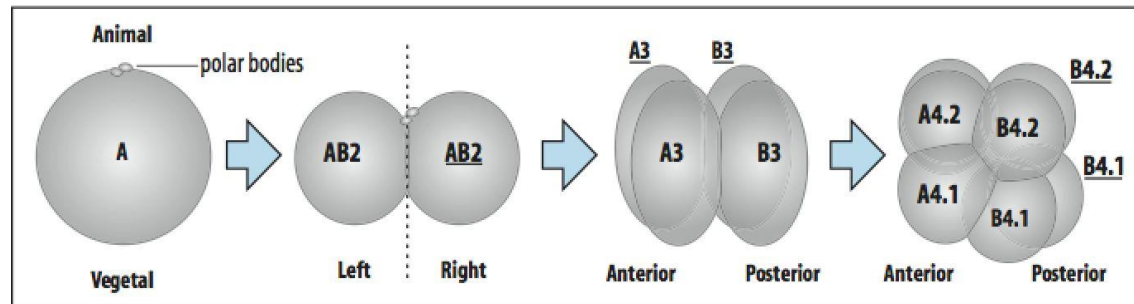 Animal
polar bodies
A
Vegetal
AB2 AB2
Left Right
A3 B3
A3 B3
Anterior Posterior
B4.2
A4.2 B4.2
B4.1
A4.1
B4.1
Anterior Posterior